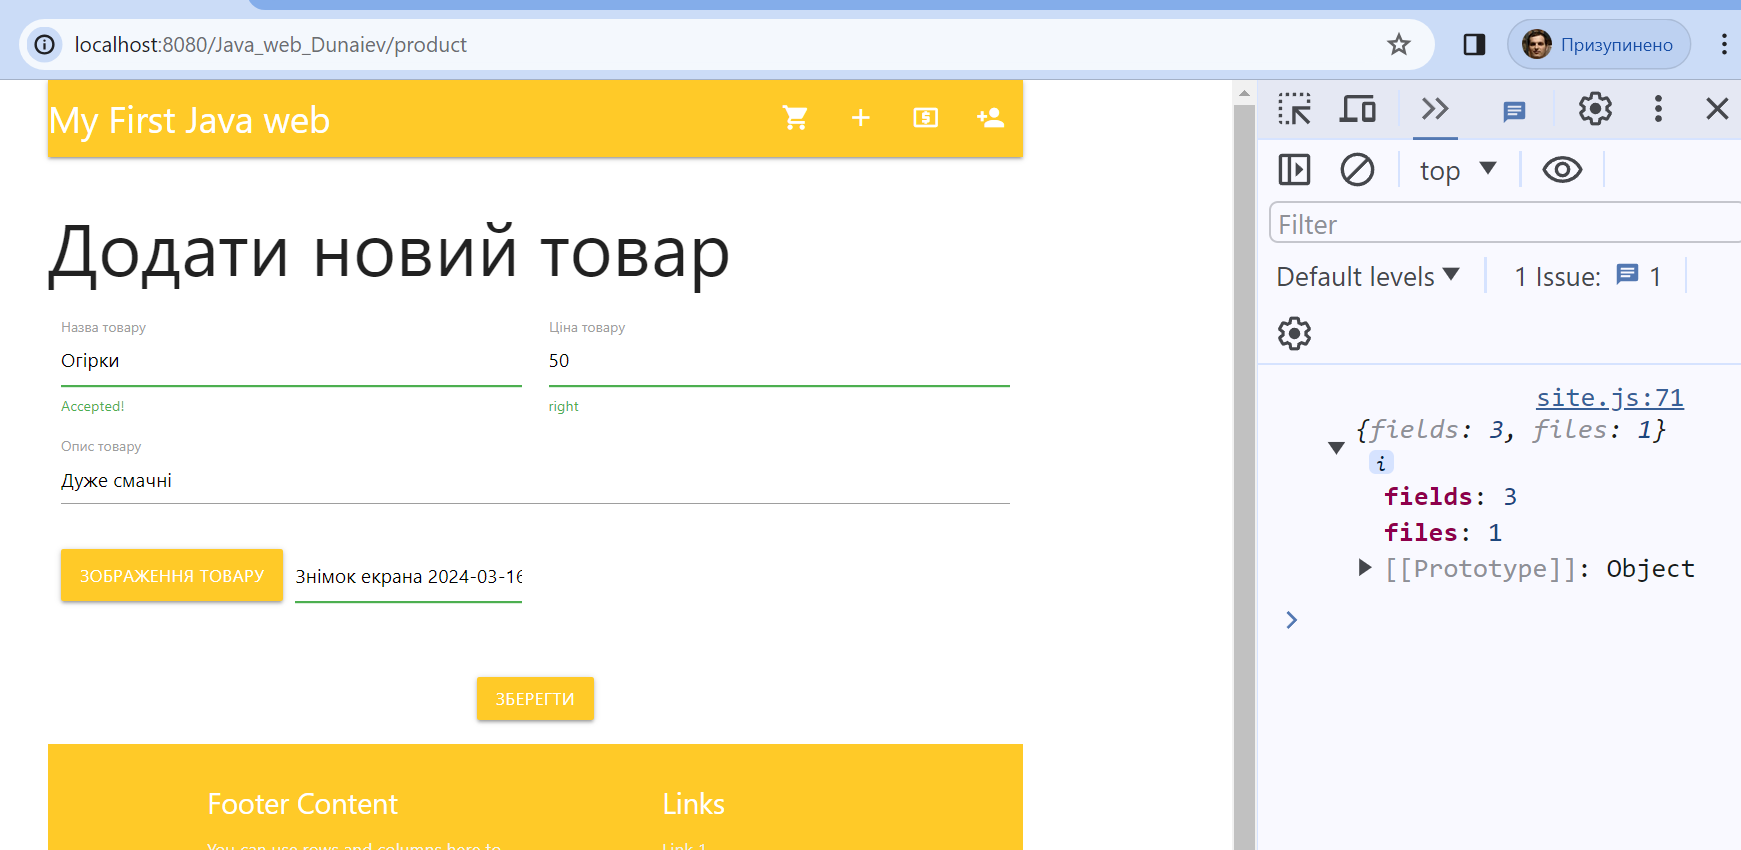 localhost:8080/Java_web_Dunaiev/product
Призупинено
My First Java web
Додати новий товар
Назва товару
Ціна товару
Огірки
50
Accepted!
right
Опис товару
Дуже смачні
ЗОБРАЖЕННЯ ТОВАРУ
Знімок екрана 2024-03-16
ЗБЕРЕГТИ
Footer Content
Links
You can use rows and columns here to
Link 1
top
Filter
Default levels
1 Issue: 1
site.js:71
{fields: 3, files: 1}
i
fields: 3
files: 1
[[Prototype]]: Object